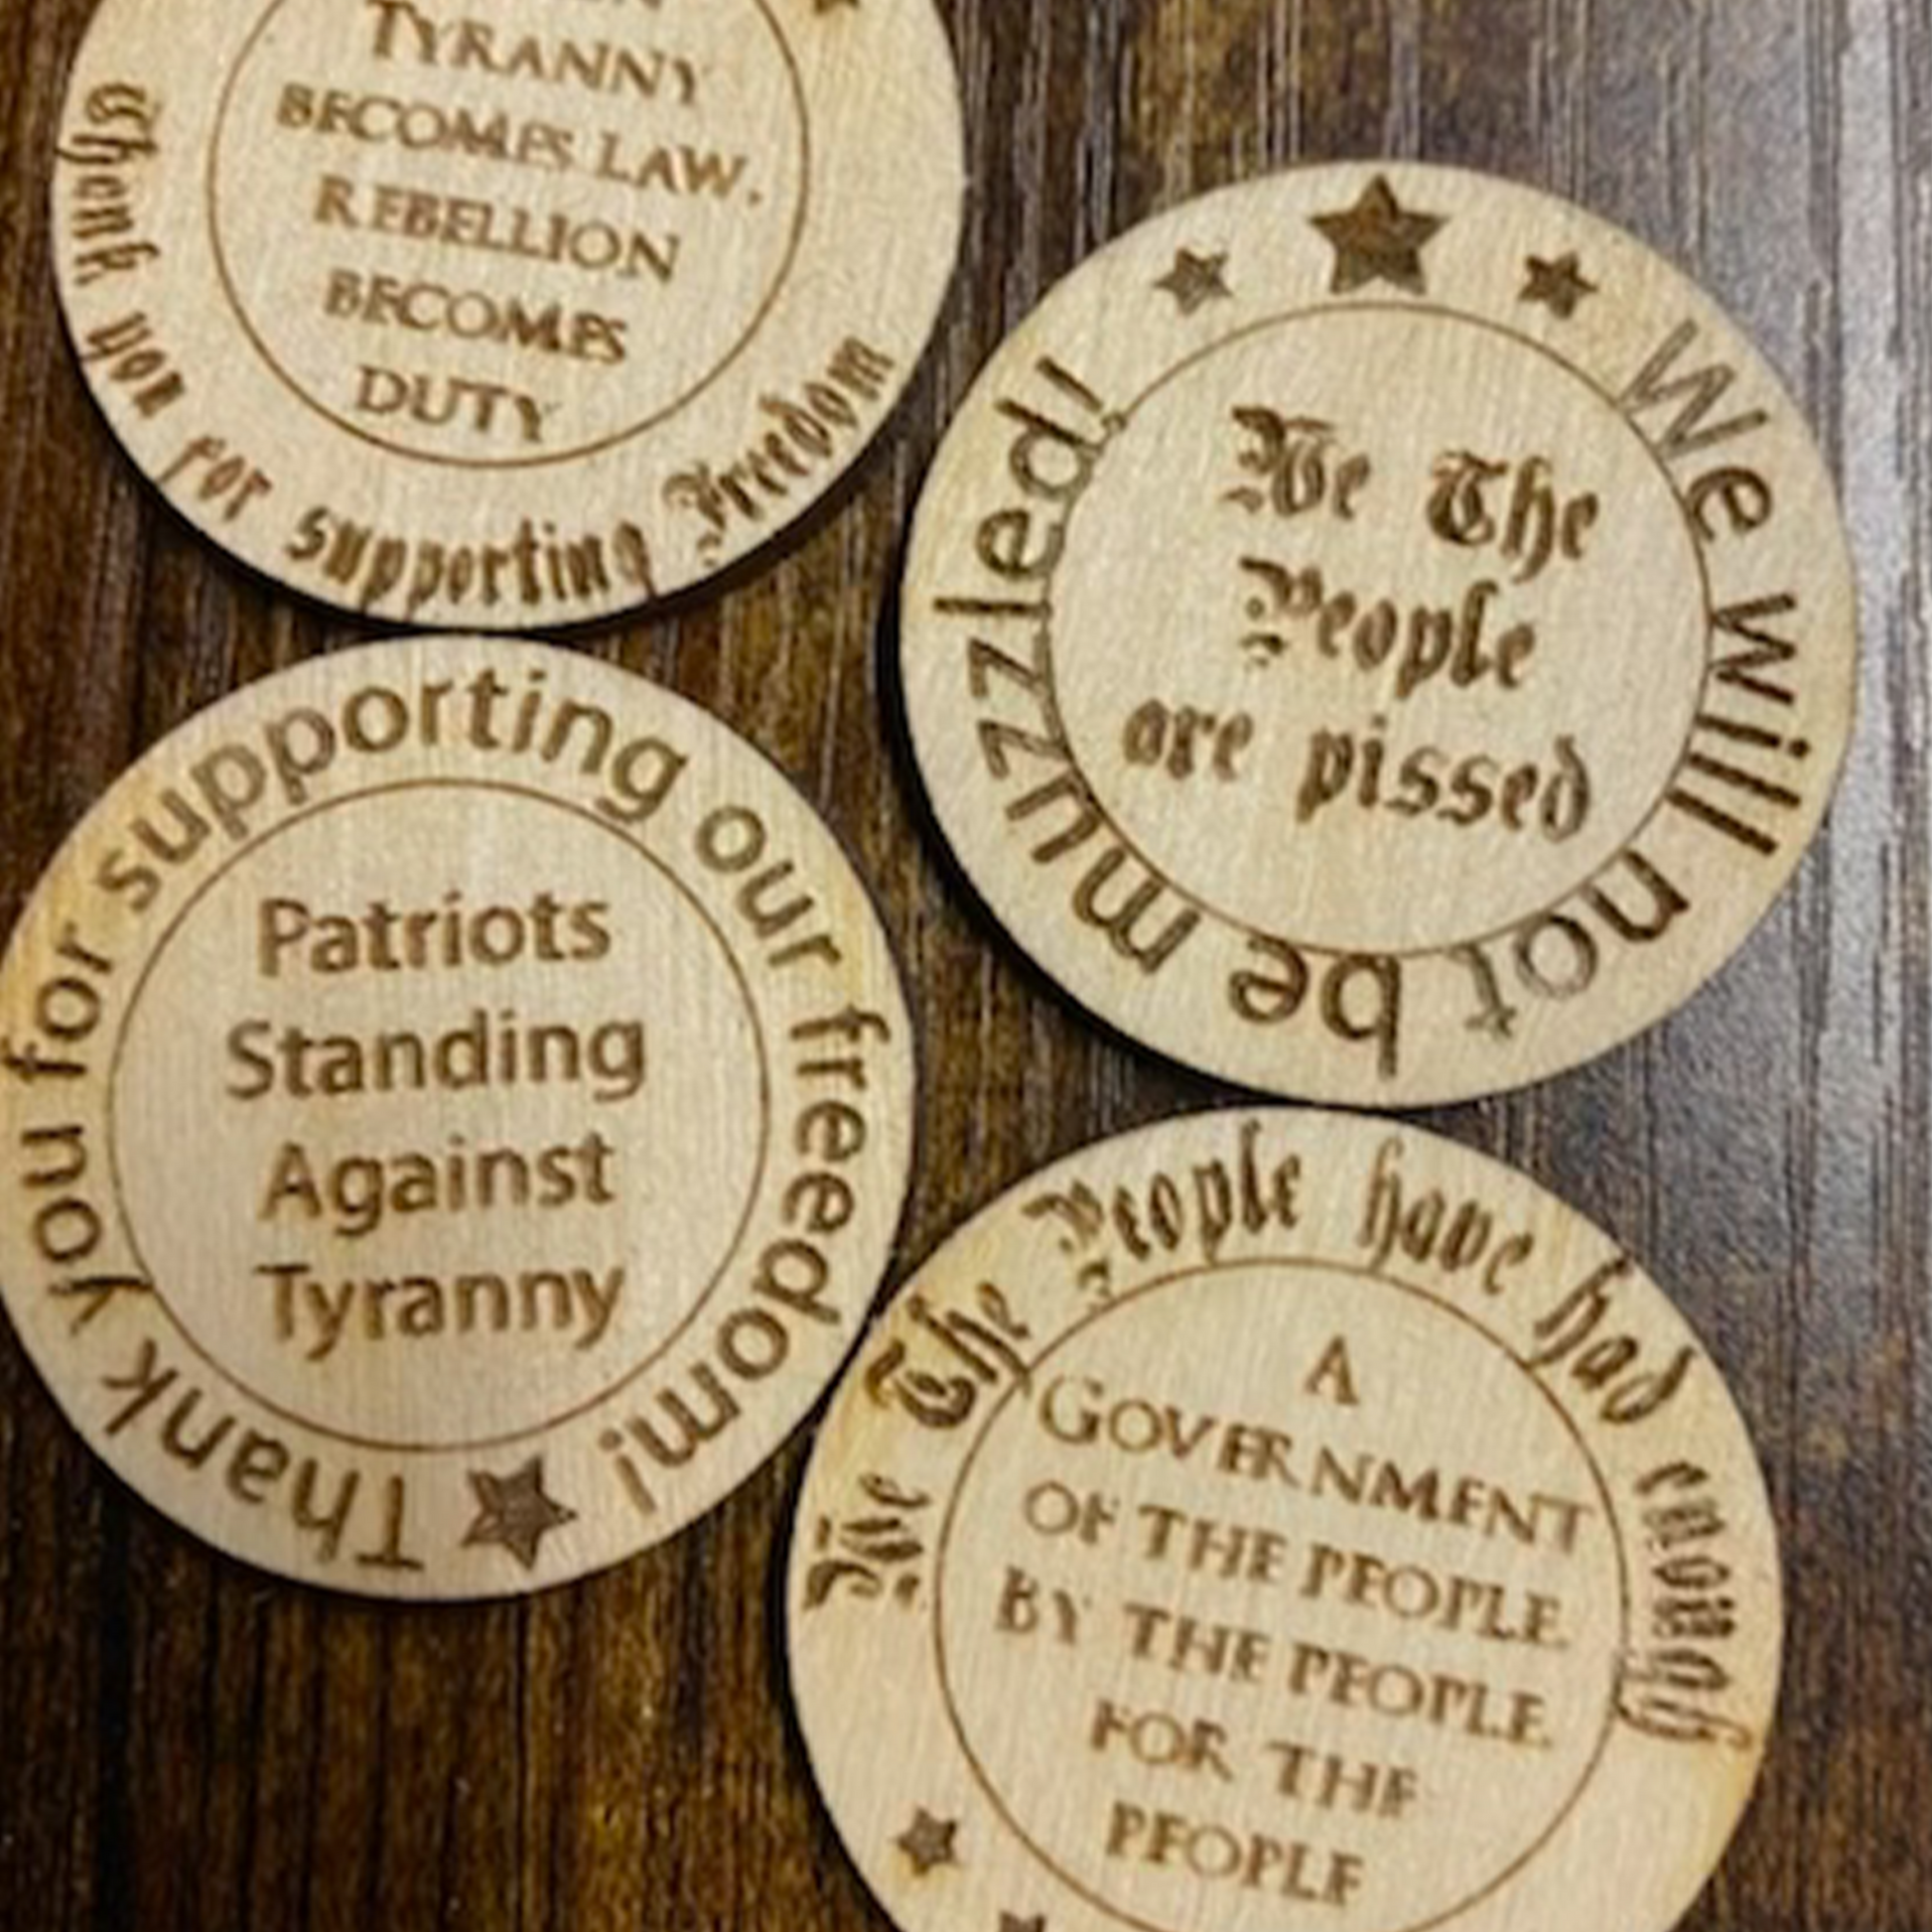 TYRANNY
BECOMES LAW,
REBELLION
BECOMES
DUTY
Thank you for supporting Freedom
We The
People
are pissed
We will not be muzzled!
Patriots
Standing
Against
Tyranny
Thank you for supporting our freedom!
We The People have had enough
A
GOVERNMENT
OF THE PEOPLE
BY THE PEOPLE
FOR THE
PEOPLE